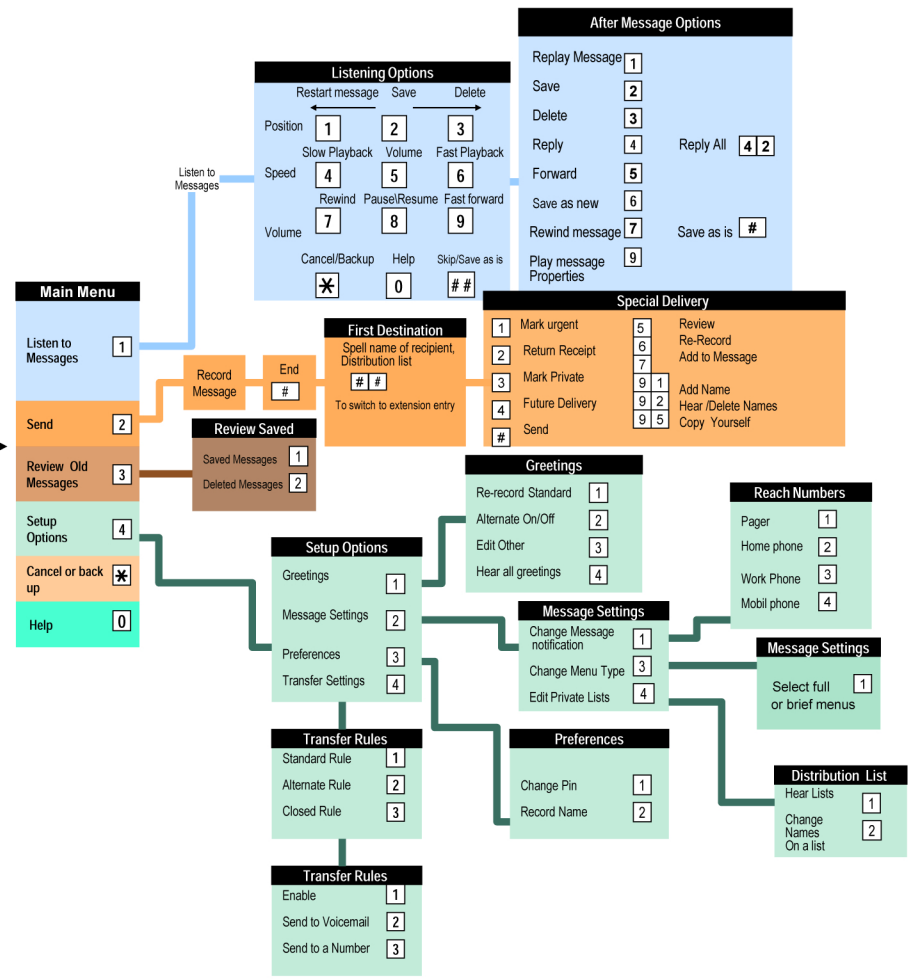 After Message Options
Replay Message 1
Save 2
Delete 3
Reply 4 Reply All 4 2
Forward 5
Save as new 6
Rewind message 7 Save as is #
Play message 9
Properties
Listening Options
Restart message Save Delete
Position 1 2 3
Slow Playback Volume Fast Playback
Speed 4 5 6
Rewind Pause\Resume Fast forward
Volume 7 8 9
Cancel/Backup Help Skip/Save as is
* 0 ##
Listen to
Messages
Main Menu
Listen to
Messages 1
Send 2
Review Old
Messages 3
Setup
Options 4
Cancel or back
up *
Help 0
Record
Message
End
#
First Destination
Spell name of recipient,
Distribution list
# #
To switch to extension entry
Special Delivery
1 Mark urgent
2 Return Receipt
3 Mark Private
4 Future Delivery
# Send
5 Review
6 Re-Record
7 Add to Message
9 1 Add Name
9 2 Hear /Delete Names
9 5 Copy Yourself
Review Saved
Saved Messages 1
Deleted Messages 2
Greetings
Re-record Standard 1
Alternate On/Off 2
Edit Other 3
Hear all greetings 4
Reach Numbers
Pager 1
Home phone 2
Work Phone 3
Mobil phone 4
Setup Options
Greetings 1
Message Settings 2
Preferences 3
Transfer Settings 4
Message Settings
Change Message
notification 1
Change Menu Type 3
Edit Private Lists 4
Message Settings
Select full 1
or brief menus
Transfer Rules
Standard Rule 1
Alternate Rule 2
Closed Rule 3
Preferences
Change Pin 1
Record Name 2
Distribution List
Hear Lists 1
Change
Names 2
On a list
Transfer Rules
Enable 1
Send to Voicemail 2
Send to a Number 3